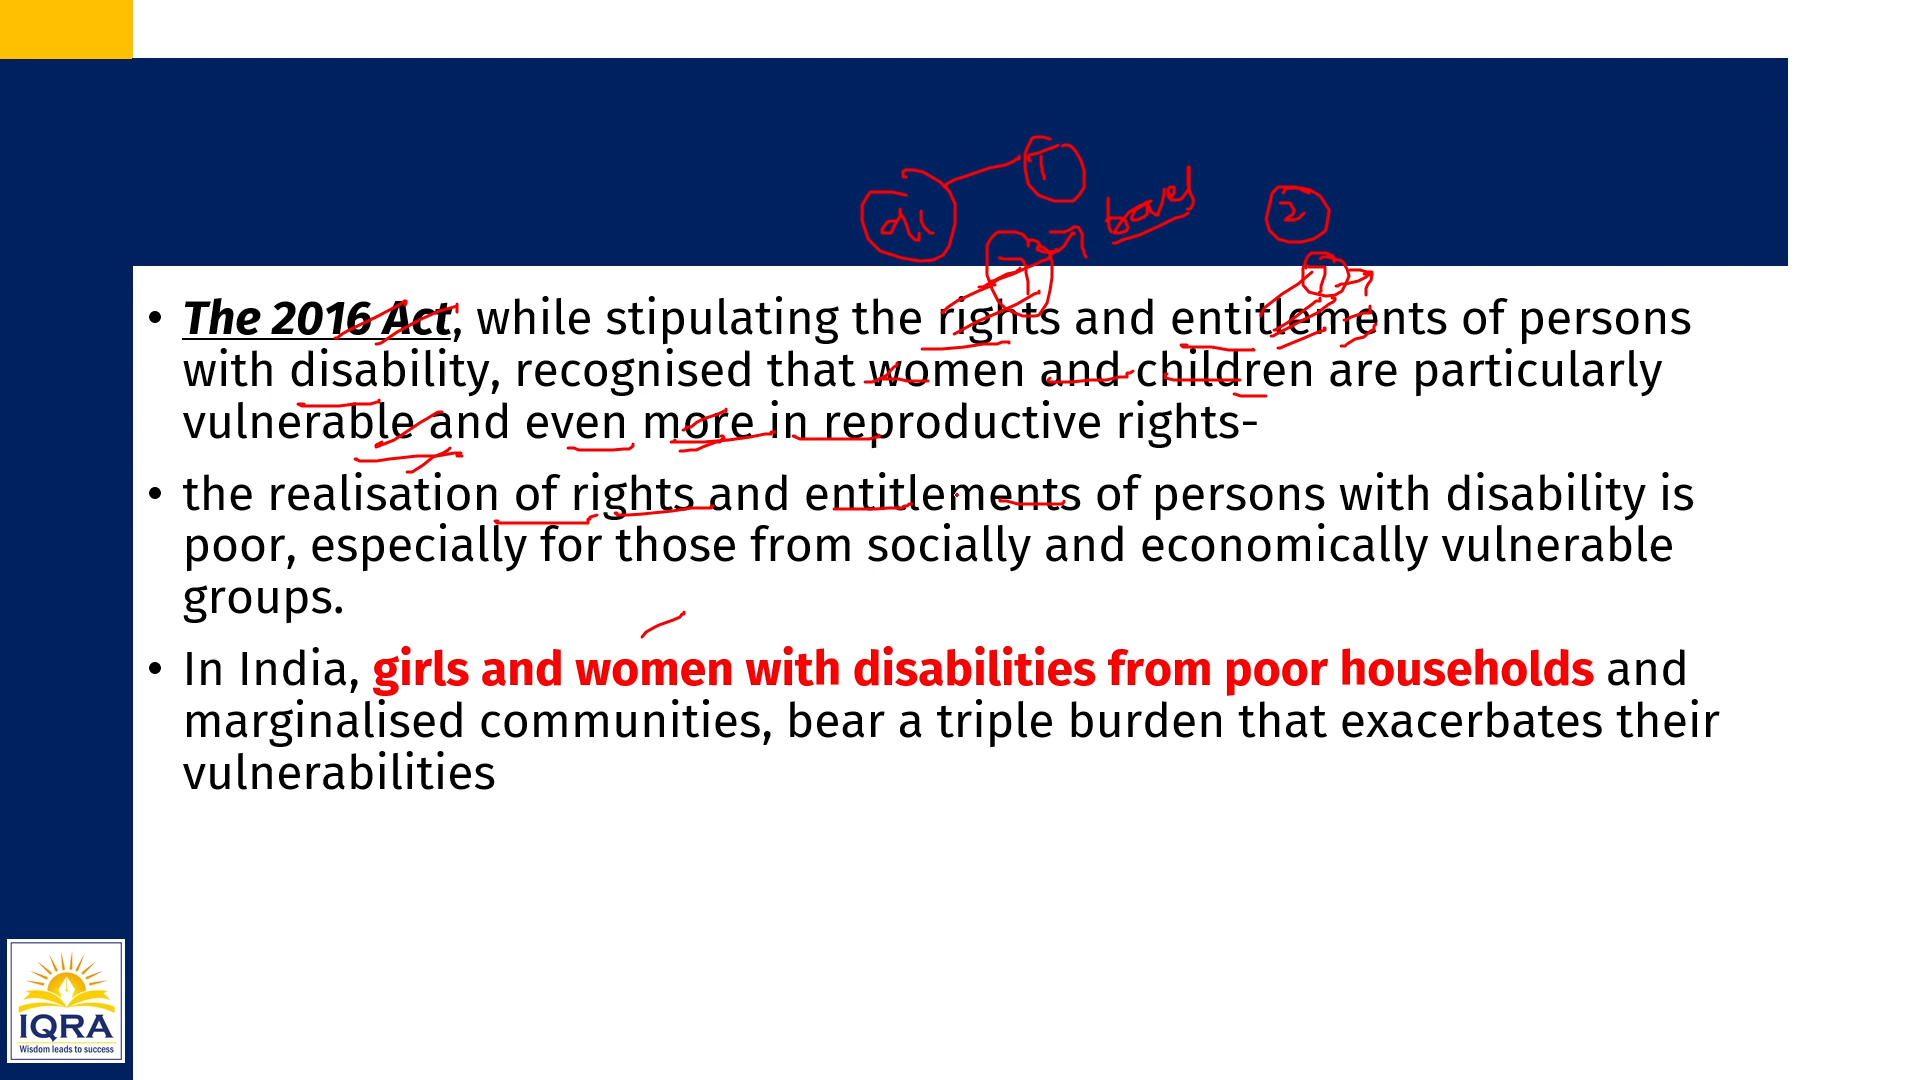 1
travel
2
• The 2016 Act, while stipulating the rights and entitlements of persons
with disability, recognised that women and children are particularly
vulnerable and even more in reproductive rights-
• the realisation of rights and entitlements of persons with disability is
poor, especially for those from socially and economically vulnerable
groups.
• In India, girls and women with disabilities from poor households and
marginalised communities, bear a triple burden that exacerbates their
vulnerabilities
IQRA
Wisdom leads to success